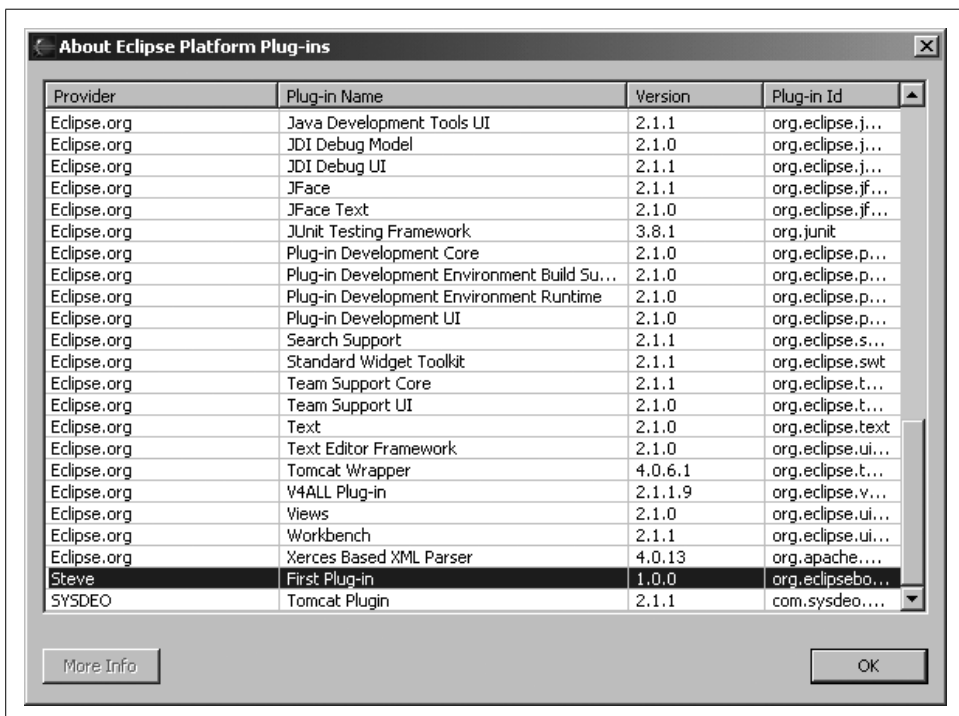 About Eclipse Platform Plug-ins
Provider Plug-in Name Version Plug-in Id
Eclipse.org Java Development Tools UI 2.1.1 org.eclipse.j...
Eclipse.org JDI Debug Model 2.1.0 org.eclipse.j...
Eclipse.org JDI Debug UI 2.1.1 org.eclipse.j...
Eclipse.org JFace 2.1.1 org.eclipse.jf...
Eclipse.org JFace Text 2.1.0 org.eclipse.jf...
Eclipse.org JUnit Testing Framework 3.8.1 org.junit
Eclipse.org Plug-in Development Core 2.1.0 org.eclipse.p...
Eclipse.org Plug-in Development Environment Build Su... 2.1.0 org.eclipse.p...
Eclipse.org Plug-in Development Environment Runtime 2.1.0 org.eclipse.p...
Eclipse.org Plug-in Development UI 2.1.0 org.eclipse.p...
Eclipse.org Search Support 2.1.1 org.eclipse.s...
Eclipse.org Standard Widget Toolkit 2.1.1 org.eclipse.swt
Eclipse.org Team Support Core 2.1.1 org.eclipse.t...
Eclipse.org Team Support UI 2.1.0 org.eclipse.t...
Eclipse.org Text 2.1.0 org.eclipse.text
Eclipse.org Text Editor Framework 2.1.0 org.eclipse.ui...
Eclipse.org Tomcat Wrapper 4.0.6.1 org.eclipse.t...
Eclipse.org V4ALL Plug-in 2.1.1.9 org.eclipse.v...
Eclipse.org Views 2.1.0 org.eclipse.ui...
Eclipse.org Workbench 2.1.1 org.eclipse.ui...
Eclipse.org Xerces Based XML Parser 4.0.13 org.apache....
Steve First Plug-in 1.0.0 org.eclipsebo...
SYSDEO Tomcat Plugin 2.1.1 com.sysdeo....
More Info OK